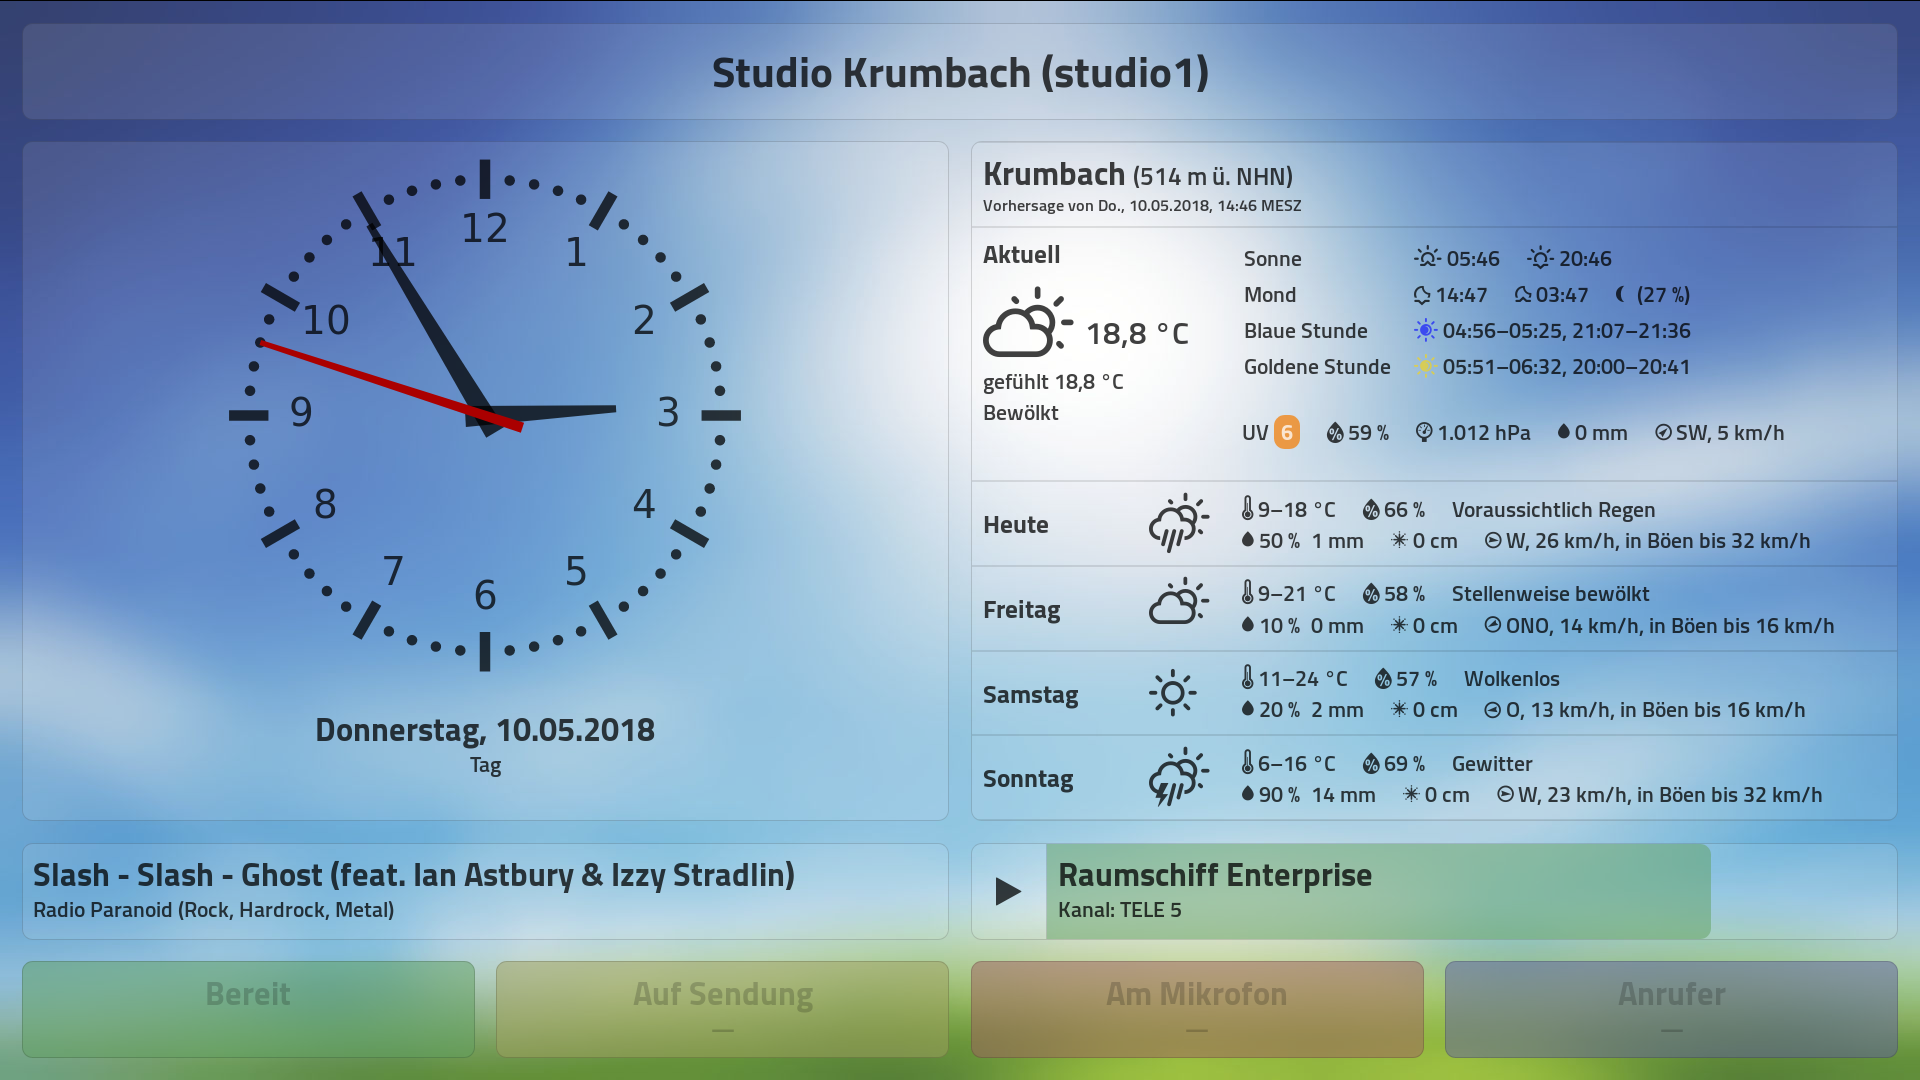 Studio Krumbach (studio1)
12
1
2
3
4
5
6
7
8
9
10
11
Donnerstag, 10.05.2018
Tag
Krumbach (514 m ü. NHN)
Vorhersage von Do., 10.05.2018, 14:46 MESZ
Aktuell
18,8 °C
gefühlt 18,8 °C
Bewölkt
Sonne 05:46 20:46
Mond 14:47 03:47 (27 %)
Blaue Stunde 04:56–05:25, 21:07–21:36
Goldene Stunde 05:51–06:32, 20:00–20:41
UV 6 59 % 1.012 hPa 0 mm SW, 5 km/h
Heute
9–18 °C 66 % Voraussichtlich Regen
50 % 1 mm 0 cm W, 26 km/h, in Böen bis 32 km/h
Freitag
9–21 °C 58 % Stellenweise bewölkt
10 % 0 mm 0 cm ONO, 14 km/h, in Böen bis 16 km/h
Samstag
11–24 °C 57 % Wolkenlos
20 % 2 mm 0 cm O, 13 km/h, in Böen bis 16 km/h
Sonntag
6–16 °C 69 % Gewitter
90 % 14 mm 0 cm W, 23 km/h, in Böen bis 32 km/h
Slash - Slash - Ghost (feat. Ian Astbury & Izzy Stradlin)
Radio Paranoid (Rock, Hardrock, Metal)
Raumschiff Enterprise
Kanal: TELE 5
Bereit
Auf Sendung
—
Am Mikrofon
—
Anrufer
—